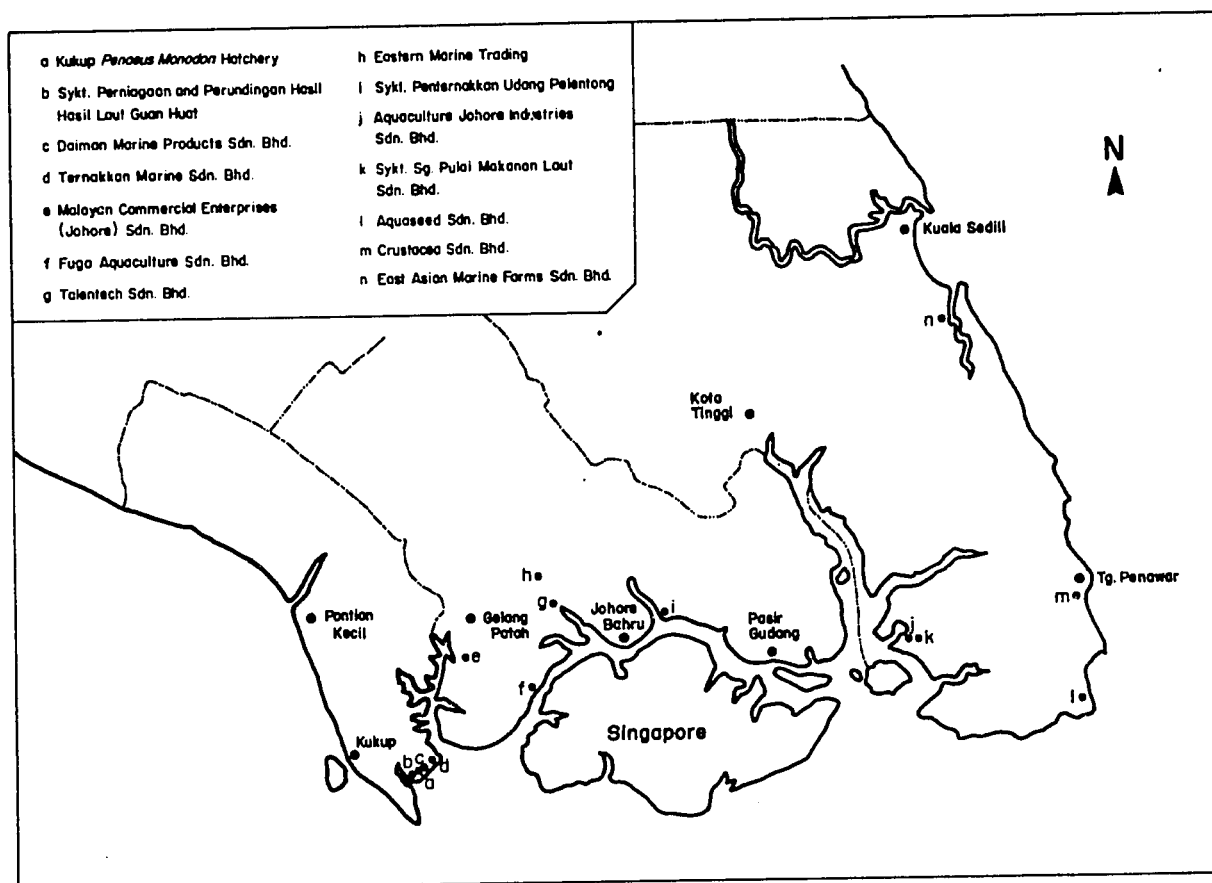 a Kukup Penaeus Monodon Hatchery
b Sykt. Perniagaan and Perundingan Hasil
Hasil Laut Guan Huat
c Daiman Marine Products Sdn. Bhd.
d Ternakkan Marine Sdn. Bhd.
e Malayan Commercial Enterprises
(Johore) Sdn. Bhd.
f Fuga Aquaculture Sdn. Bhd.
g Talentech Sdn. Bhd.
h Eastern Marine Trading
i Sykt. Penternakkan Udang Pelentong
j Aquaculture Johore Industries
Sdn. Bhd.
k Sykt. Sg. Pulai Makanan Laut
Sdn. Bhd.
l Aquaseed Sdn. Bhd.
m Crustacea Sdn. Bhd.
n East Asian Marine Farms Sdn. Bhd.
N
Kuala Sedili
n
Kota
Tinggi
h
g
i
Tg. Penawar
m
Pontian
Kecil
Gelang
Patah
Johore
Bahru
Pasir
Gudang
j
k
e
f
l
Singapore
Kukup
b
c
d
a